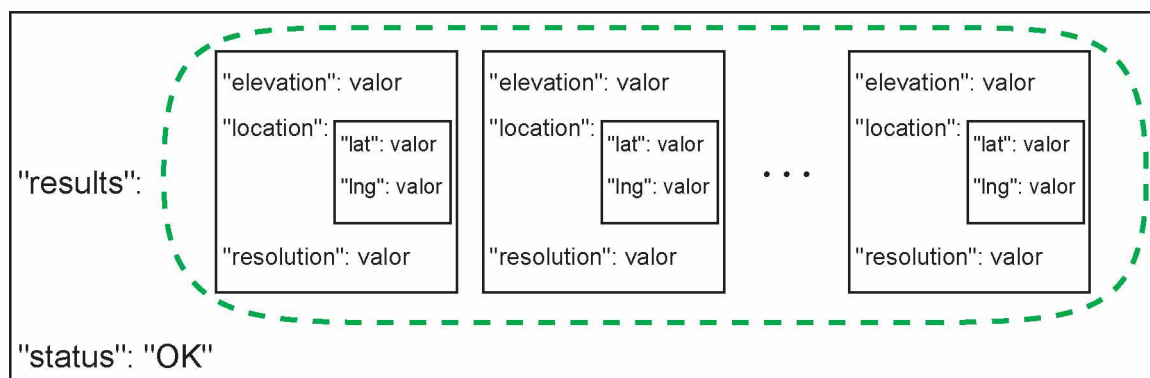 "elevation": valor "elevation": valor "elevation": valor
"location": "location": "location":
"lat": valor "lat": valor "lat": valor
"results": "lng": valor "lng": valor ... "lng": valor
"resolution": valor "resolution": valor "resolution": valor
"status": "OK"